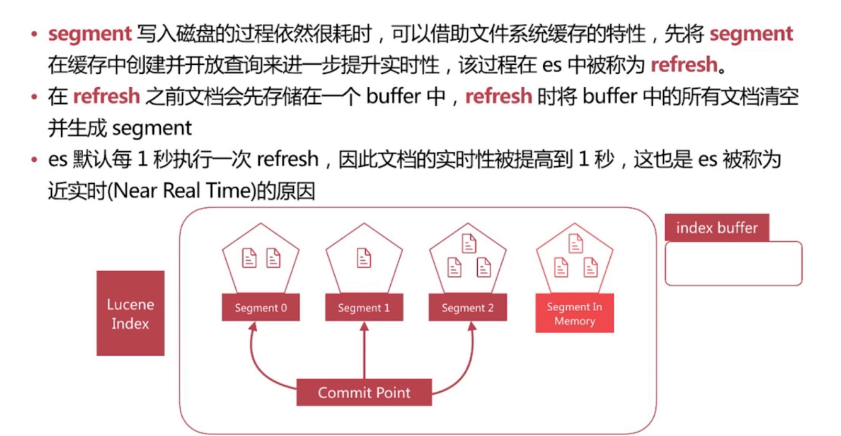 • segment 写入磁盘的过程依然很耗时，可以借助文件系统缓存的特性，先将 segment
在缓存中创建并开放查询来进一步提升实时性，该过程在 es 中被称为 refresh。
• 在 refresh 之前文档会先存储在一个 buffer 中，refresh 时将 buffer 中的所有文档清空
并生成 segment
• es 默认每 1 秒执行一次 refresh，因此文档的实时性被提高到 1 秒，这也是 es 被称为
近实时(Near Real Time)的原因
index buffer
Lucene
Index
Segment 0
Segment 1
Segment 2
Segment In
Memory
Commit Point